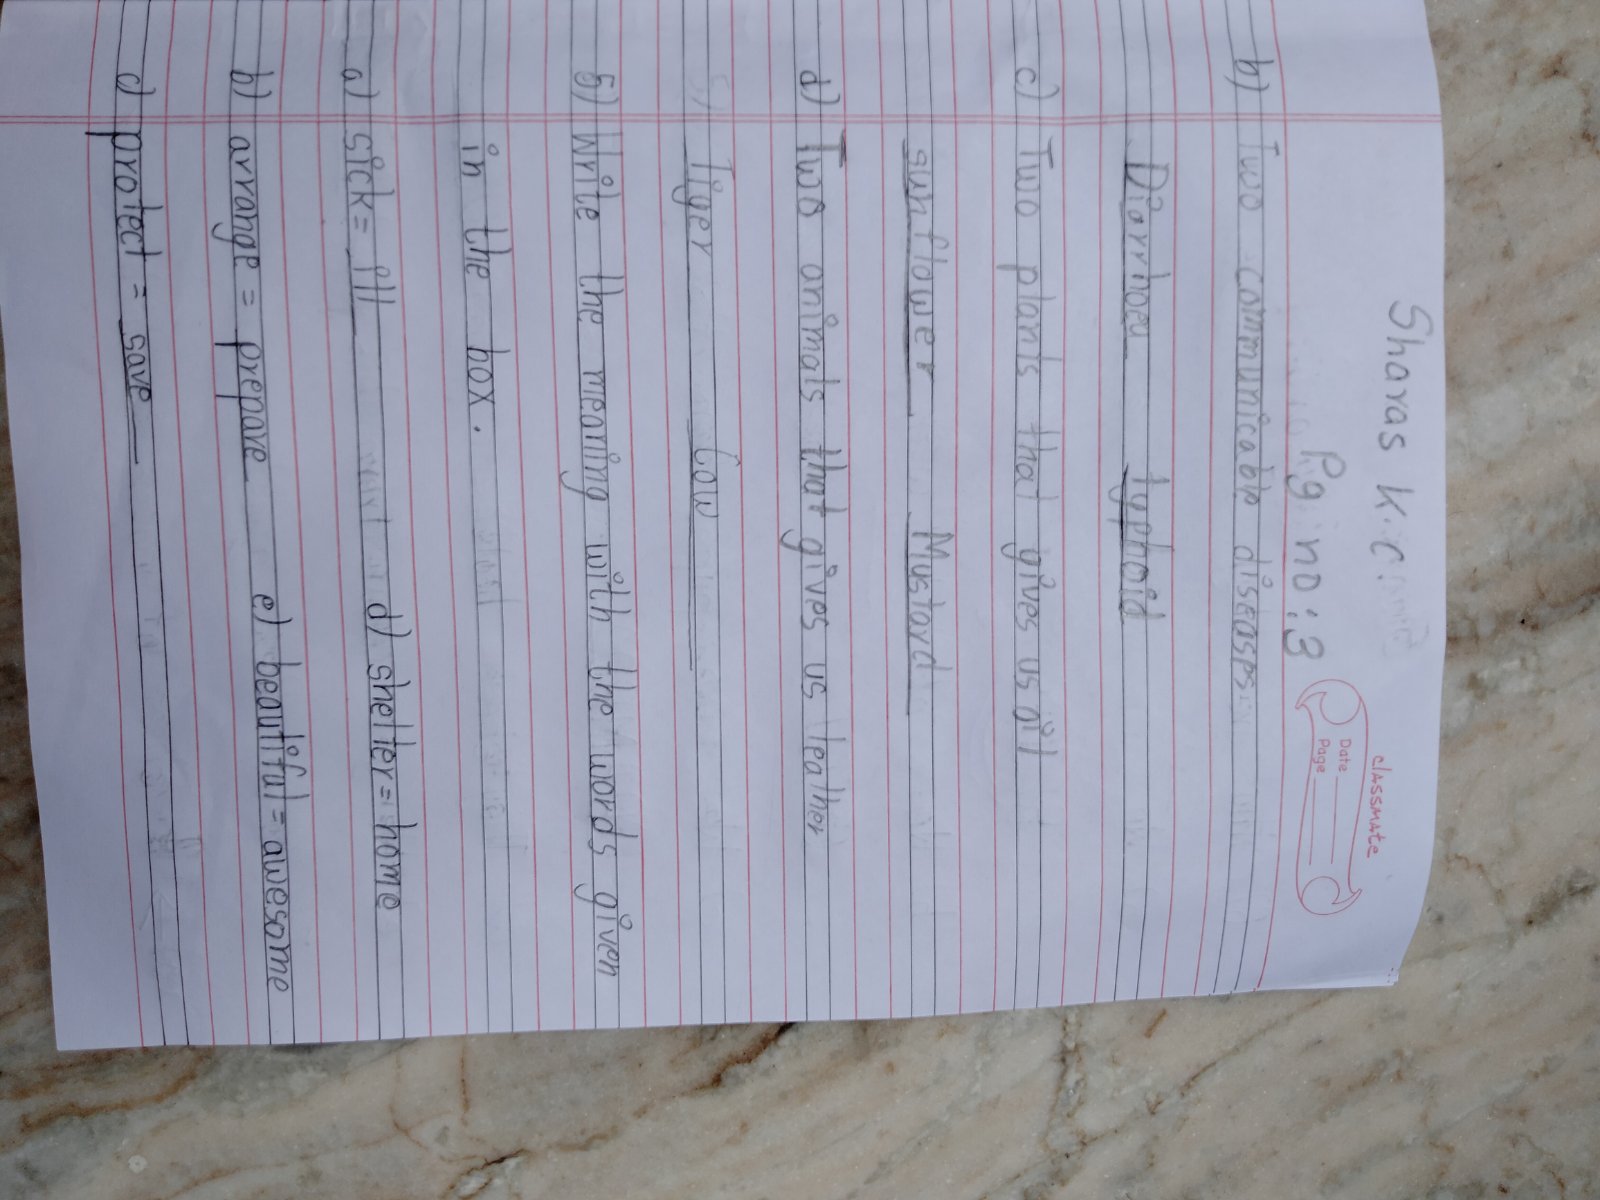 Sharas K.C.
Pg no: 3
classmate
Date
Page
b) Two communicable diseases.
Diarrhoea typhoid
c) Two plants that gives us oil
sunflower Mustard
d) Two animals that gives us leather
Tiger Cow
5) Write the meaning with the words given
in the box.
a) sick = ill d) shelter = home
b) arrange = prepare e) beautiful = awesome
c) protect = save